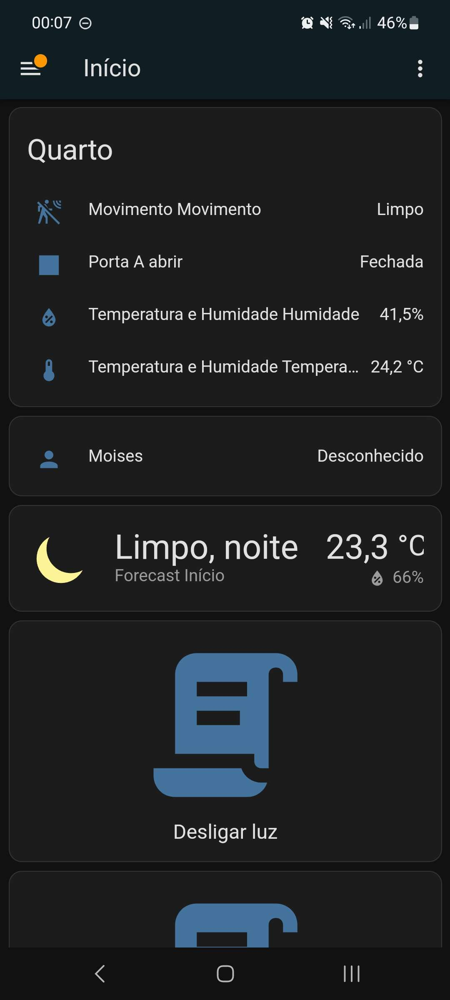 00:07
46%
Início
Quarto
Movimento Movimento Limpo
Porta A abrir Fechada
Temperatura e Humidade Humidade 41,5%
Temperatura e Humidade Tempera... 24,2 °C
Moises Desconhecido
Limpo, noite 23,3 °C
Forecast Início 66%
Desligar luz